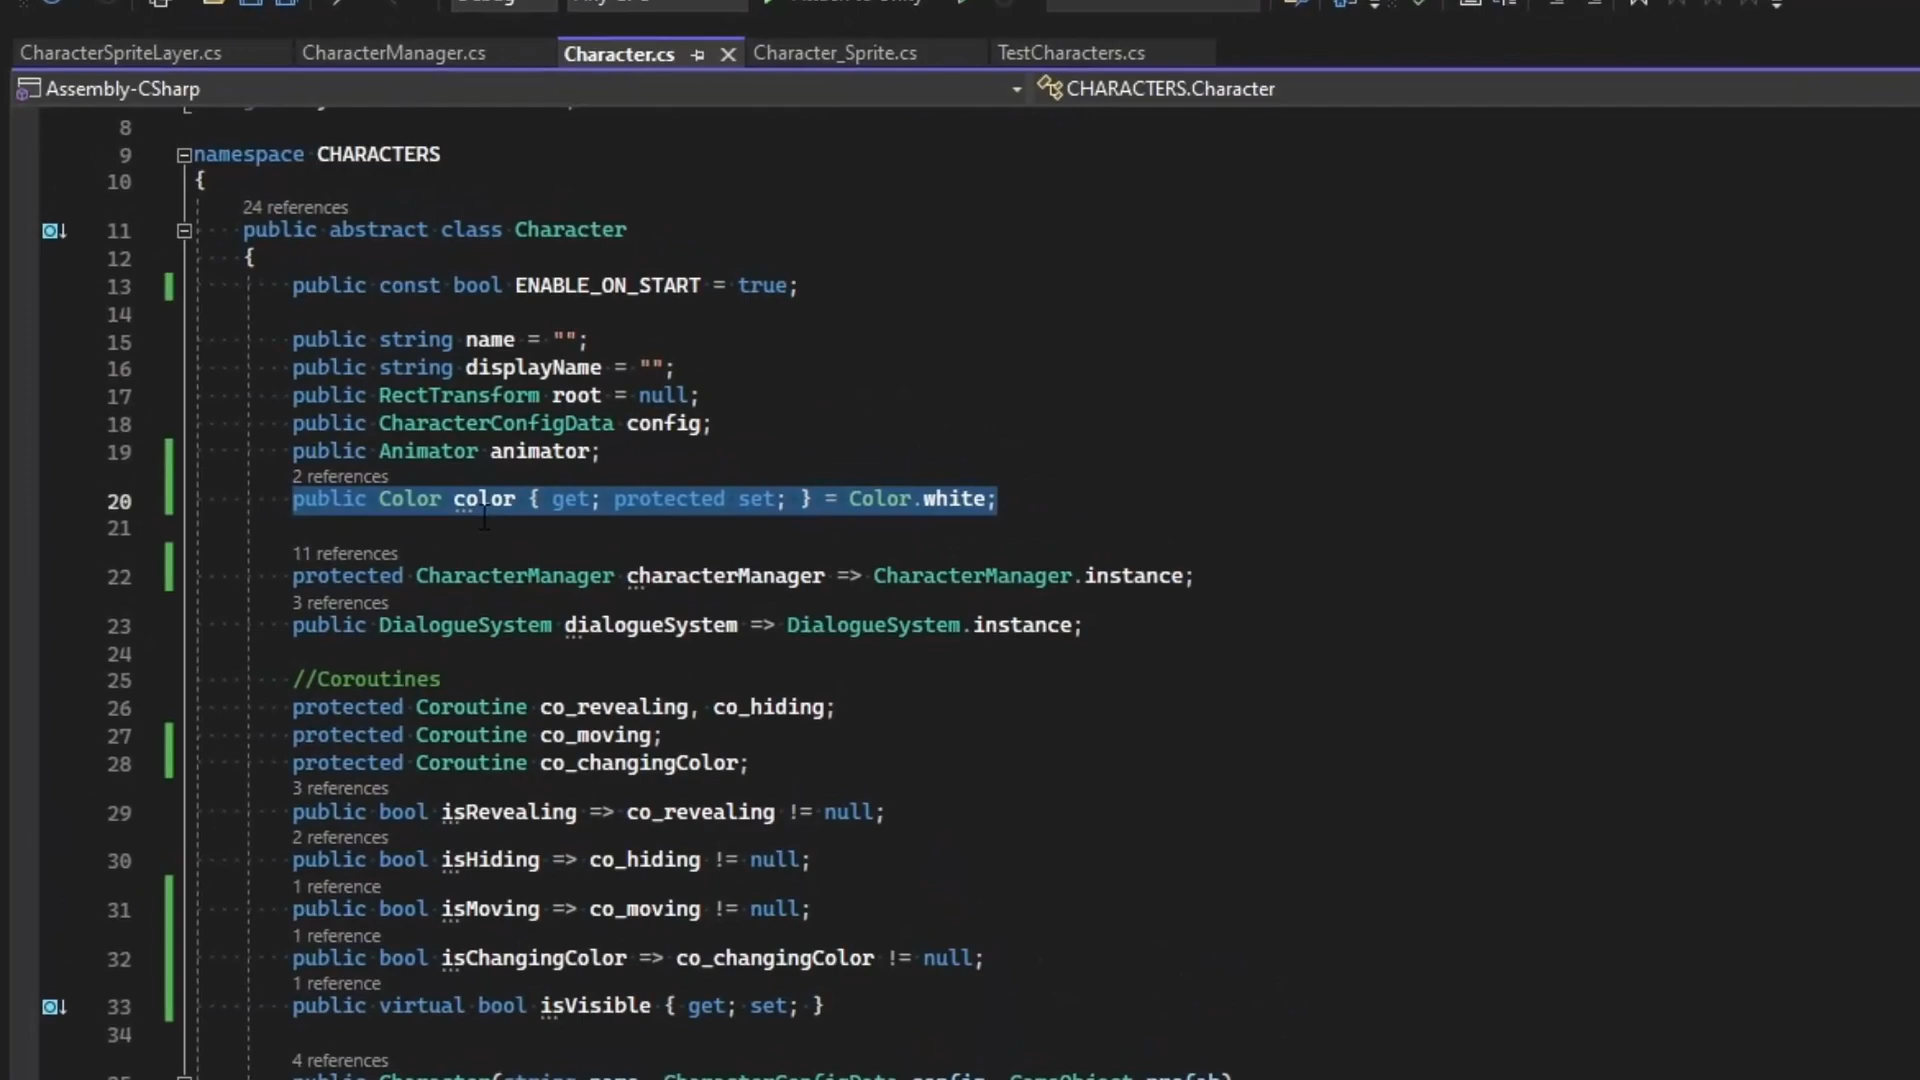 CharacterSpriteLayer.cs CharacterManager.cs Character.cs Character_Sprite.cs TestCharacters.cs
Assembly-CSharp CHARACTERS.Character
8
9 namespace CHARACTERS
10 {
24 references
11 public abstract class Character
12 {
13 public const bool ENABLE_ON_START = true;
14
15 public string name = "";
16 public string displayName = "";
17 public RectTransform root = null;
18 public CharacterConfigData config;
19 public Animator animator;
2 references
20 public Color color { get; protected set; } = Color.white;
21
11 references
22 protected CharacterManager characterManager => CharacterManager.instance;
3 references
23 public DialogueSystem dialogueSystem => DialogueSystem.instance;
24
25 //Coroutines
26 protected Coroutine co_revealing, co_hiding;
27 protected Coroutine co_moving;
28 protected Coroutine co_changingColor;
3 references
29 public bool isRevealing => co_revealing != null;
2 references
30 public bool isHiding => co_hiding != null;
1 reference
31 public bool isMoving => co_moving != null;
1 reference
32 public bool isChangingColor => co_changingColor != null;
1 reference
33 public virtual bool isVisible { get; set; }
34
4 references